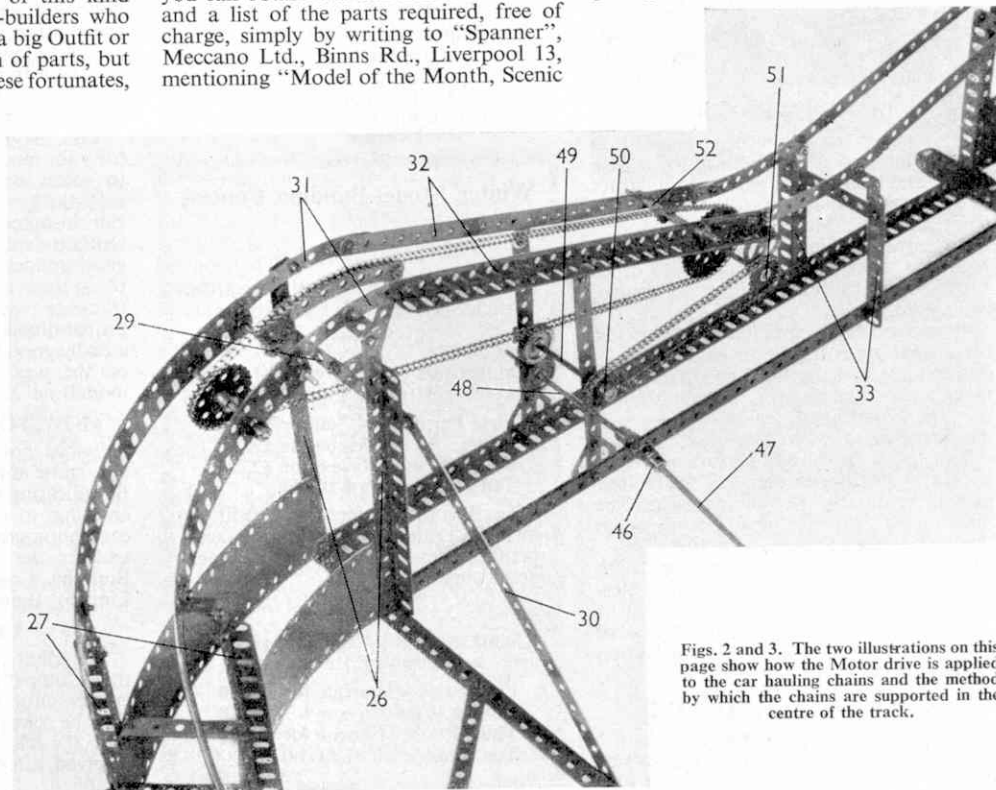 of this kind
-builders who
a big Outfit or
of parts, but
ese fortunates,
and a list of the parts required, free of
charge, simply by writing to "Spanner",
Meccano Ltd., Binns Rd., Liverpool 13,
mentioning "Model of the Month, Scenic
51
31
32
49
50
52
29
48
33
47
46
30
27
26
Figs. 2 and 3. The two illustrations on this
page show how the Motor drive is applied
to the car hauling chains and the method
by which the chains are supported in the
centre of the track.